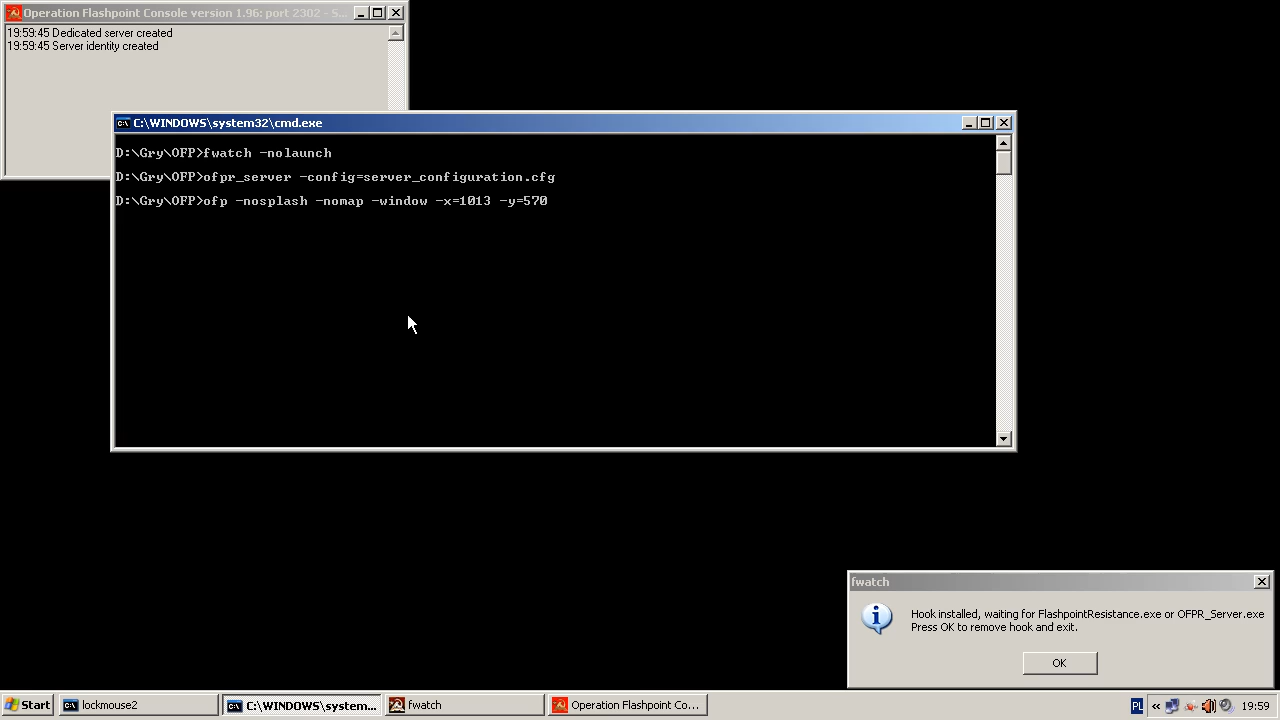 Operation Flashpoint Console version 1.96: port 2302 - S...
19:59:45 Dedicated server created
19:59:45 Server identity created
C:\WINDOWS\system32\cmd.exe
D:\Gry\OFP>fwatch -nolaunch
D:\Gry\OFP>ofpr_server -config=server_configuration.cfg
D:\Gry\OFP>ofp -nosplash -nomap -window -x=1013 -y=570
fwatch
Hook installed, waiting for FlashpointResistance.exe or OFPR_Server.exe
Press OK to remove hook and exit.
OK
Start
lockmouse2
C:\WINDOWS\system...
fwatch
Operation Flashpoint Co...
PL
«
19:59